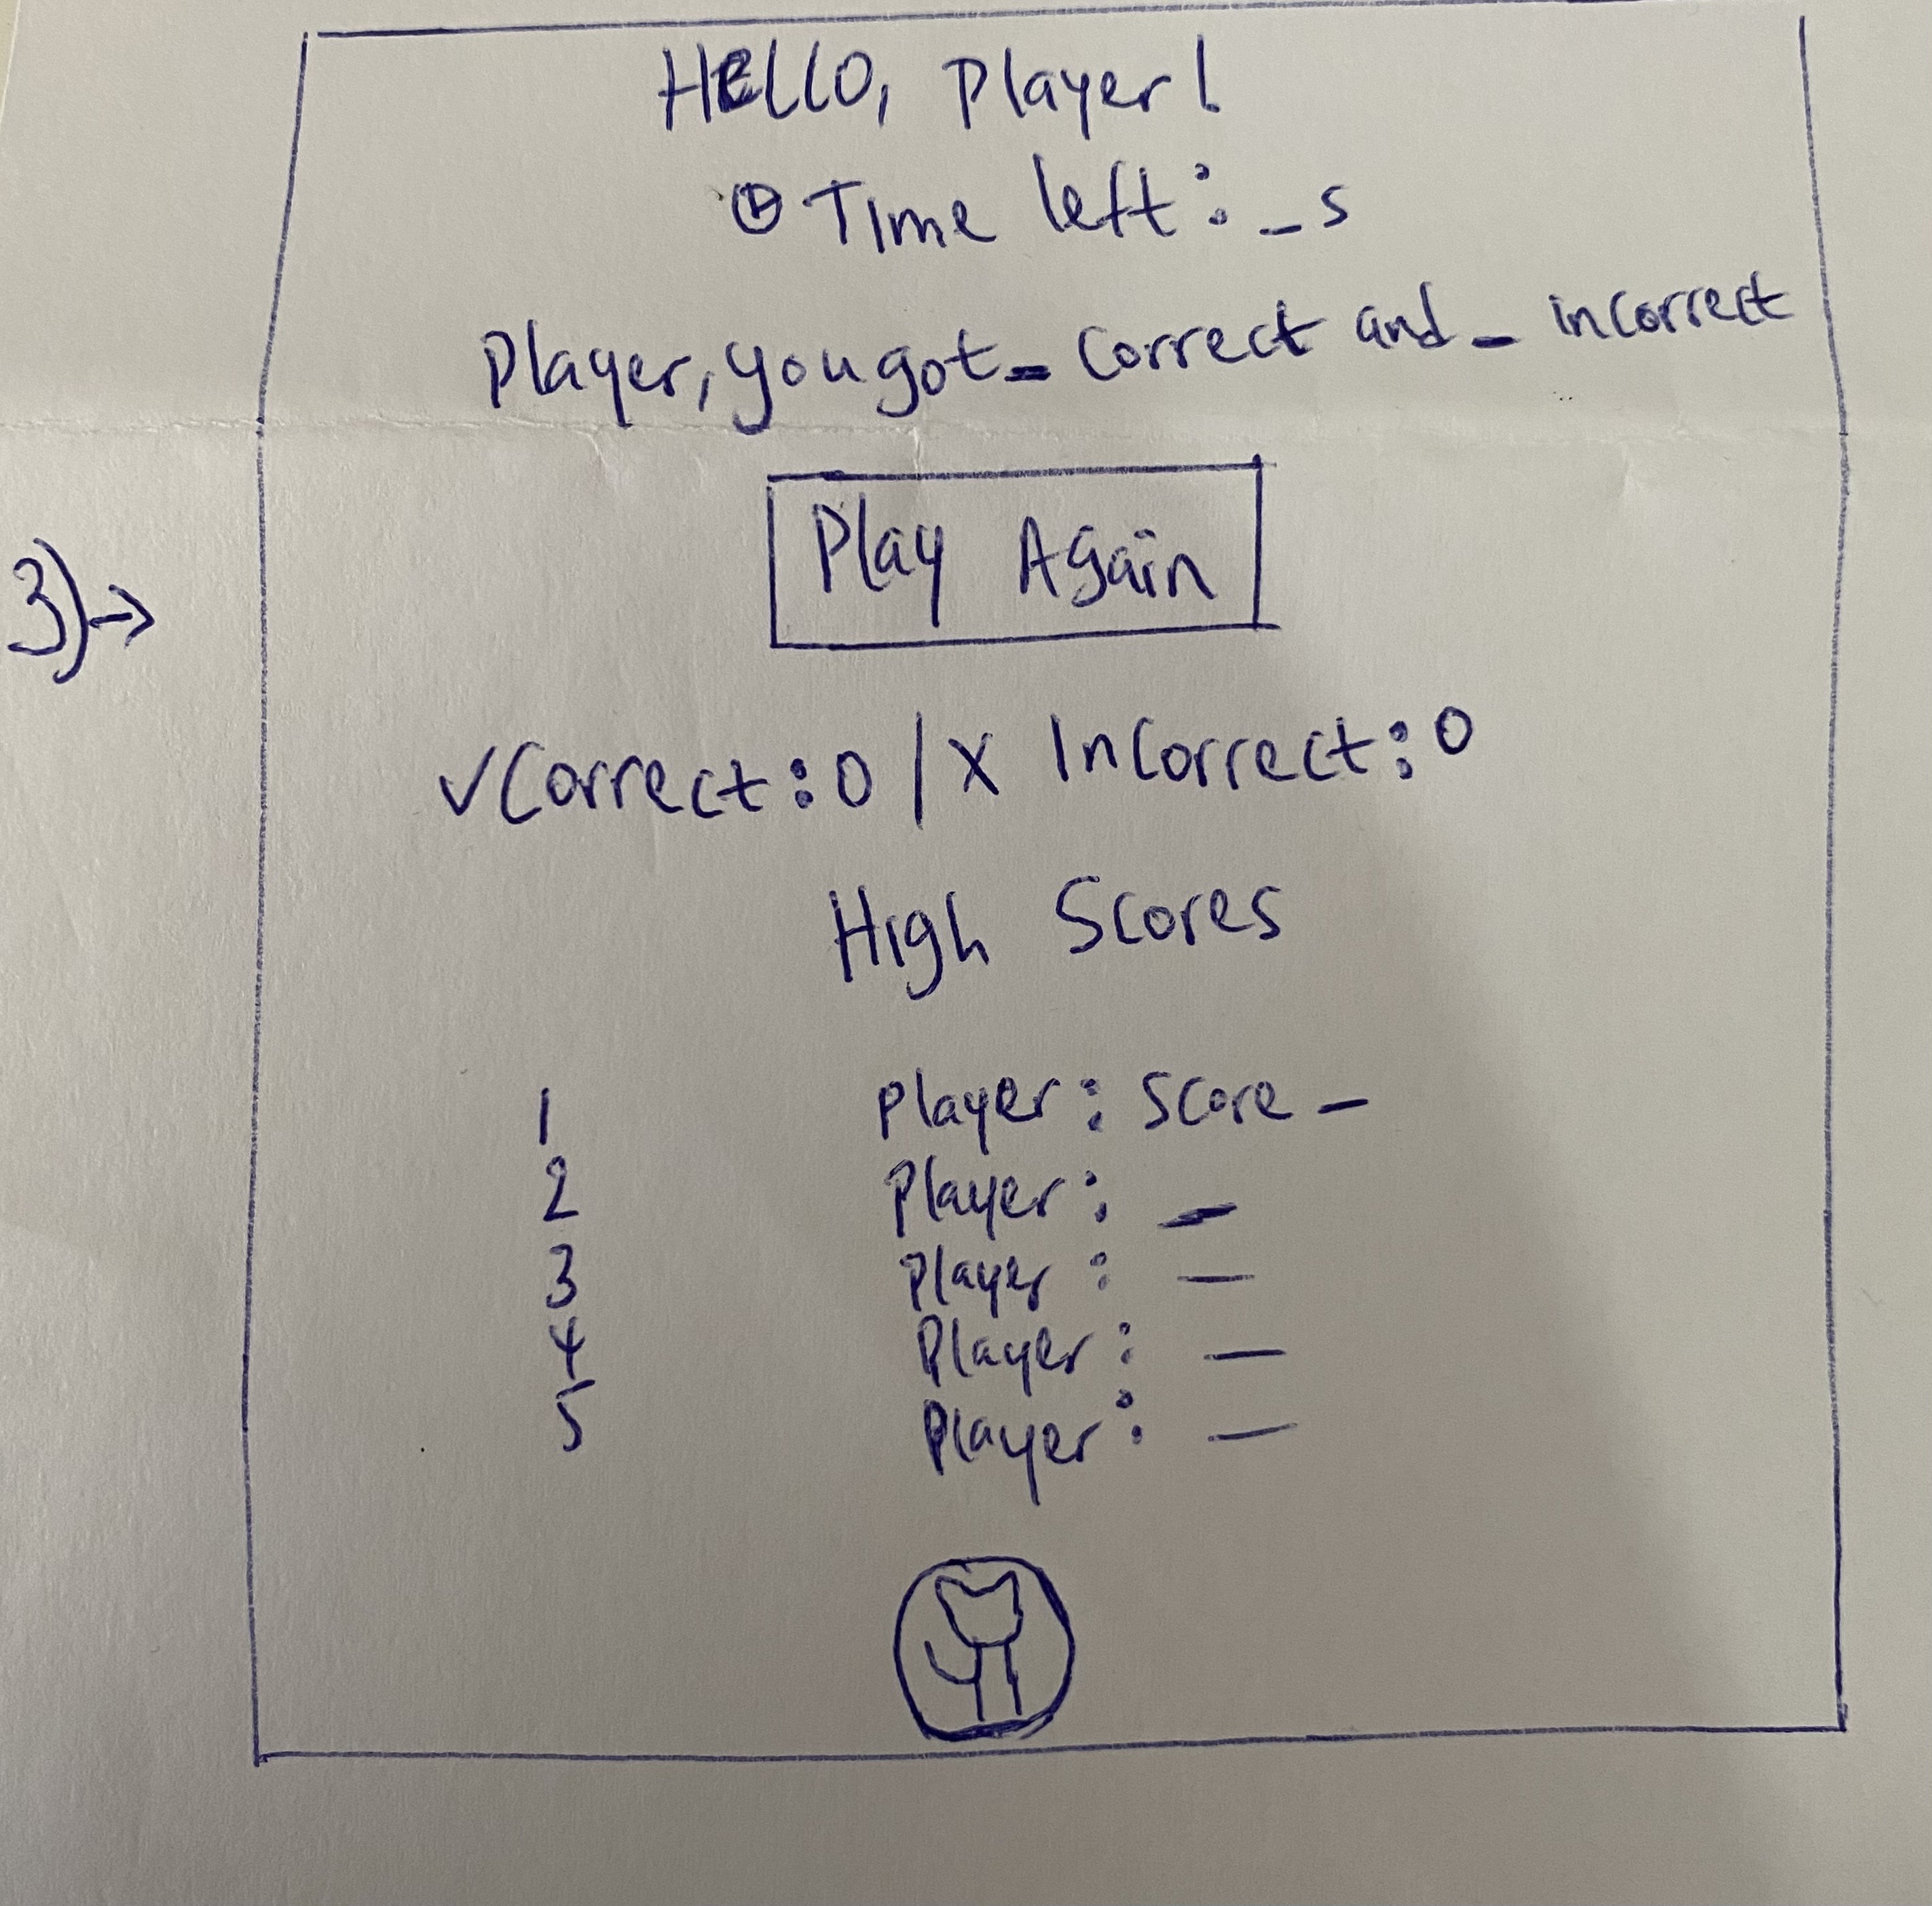 HELLO, Player!
Time left: _ s
Player, you got _ correct and _ incorrect
Play Again
3)→
✓Correct: 0 / X Incorrect: 0
High Scores
1 Player: Score _
2 Player: _
3 Player: _
4 Player: _
5 Player: _